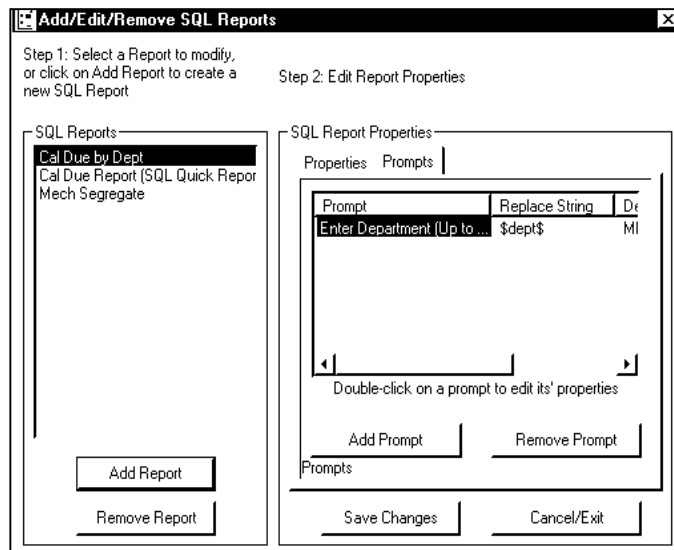 Add/Edit/Remove SQL Reports
Step 1: Select a Report to modify,
or click on Add Report to create a
new SQL Report
Step 2: Edit Report Properties
SQL Reports
Cal Due by Dept
Cal Due Report (SQL Quick Repor
Mech Segregate
Add Report
Remove Report
SQL Report Properties
Properties Prompts
Prompt Replace String De
Enter Department (Up to ... $dept$ MI
Double-click on a prompt to edit its' properties
Add Prompt Remove Prompt
Prompts
Save Changes Cancel/Exit